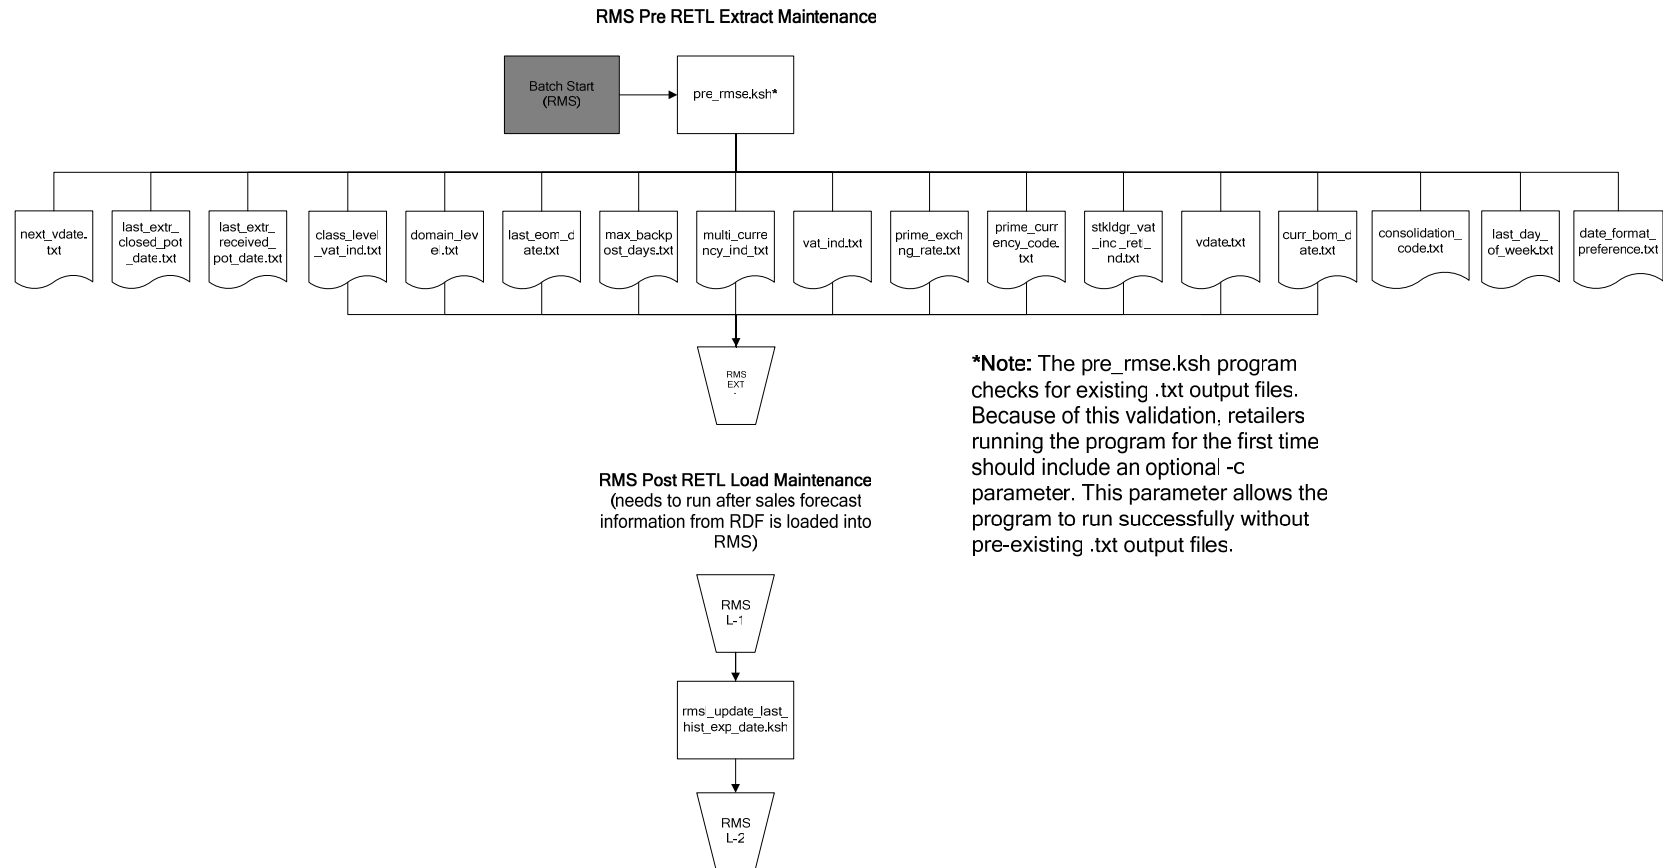 RMS Pre RETL Extract Maintenance
Batch Start
(RMS)
pre_rmse.ksh*
next_vdate.
txt
last_extr_
closed_pot
_date.txt
last_extr_
received_
pot_date.txt
class_level
_vat_ind.txt
domain_lev
el.txt
last_eom_d
ate.txt
max_backp
ost_days.txt
multi_curre
ncy_ind_txt
vat_ind.txt
prime_exch
ng_rate.txt
prime_curr
ency_code.
txt
stkldgr_vat
_inc_retl_i
nd.txt
vdate.txt
curr_bom_d
ate.txt
consolidation_
code.txt
last_day_
of_week.txt
date_format_
preference.txt
RMS
EXT
-
*Note: The pre_rmse.ksh program
checks for existing .txt output files.
Because of this validation, retailers
running the program for the first time
should include an optional -c
parameter. This parameter allows the
program to run successfully without
pre-existing .txt output files.
RMS Post RETL Load Maintenance
(needs to run after sales forecast
information from RDF is loaded into
RMS)
RMS
L-1
rmsl_update_last_
hist_exp_date.ksh
RMS
L-2